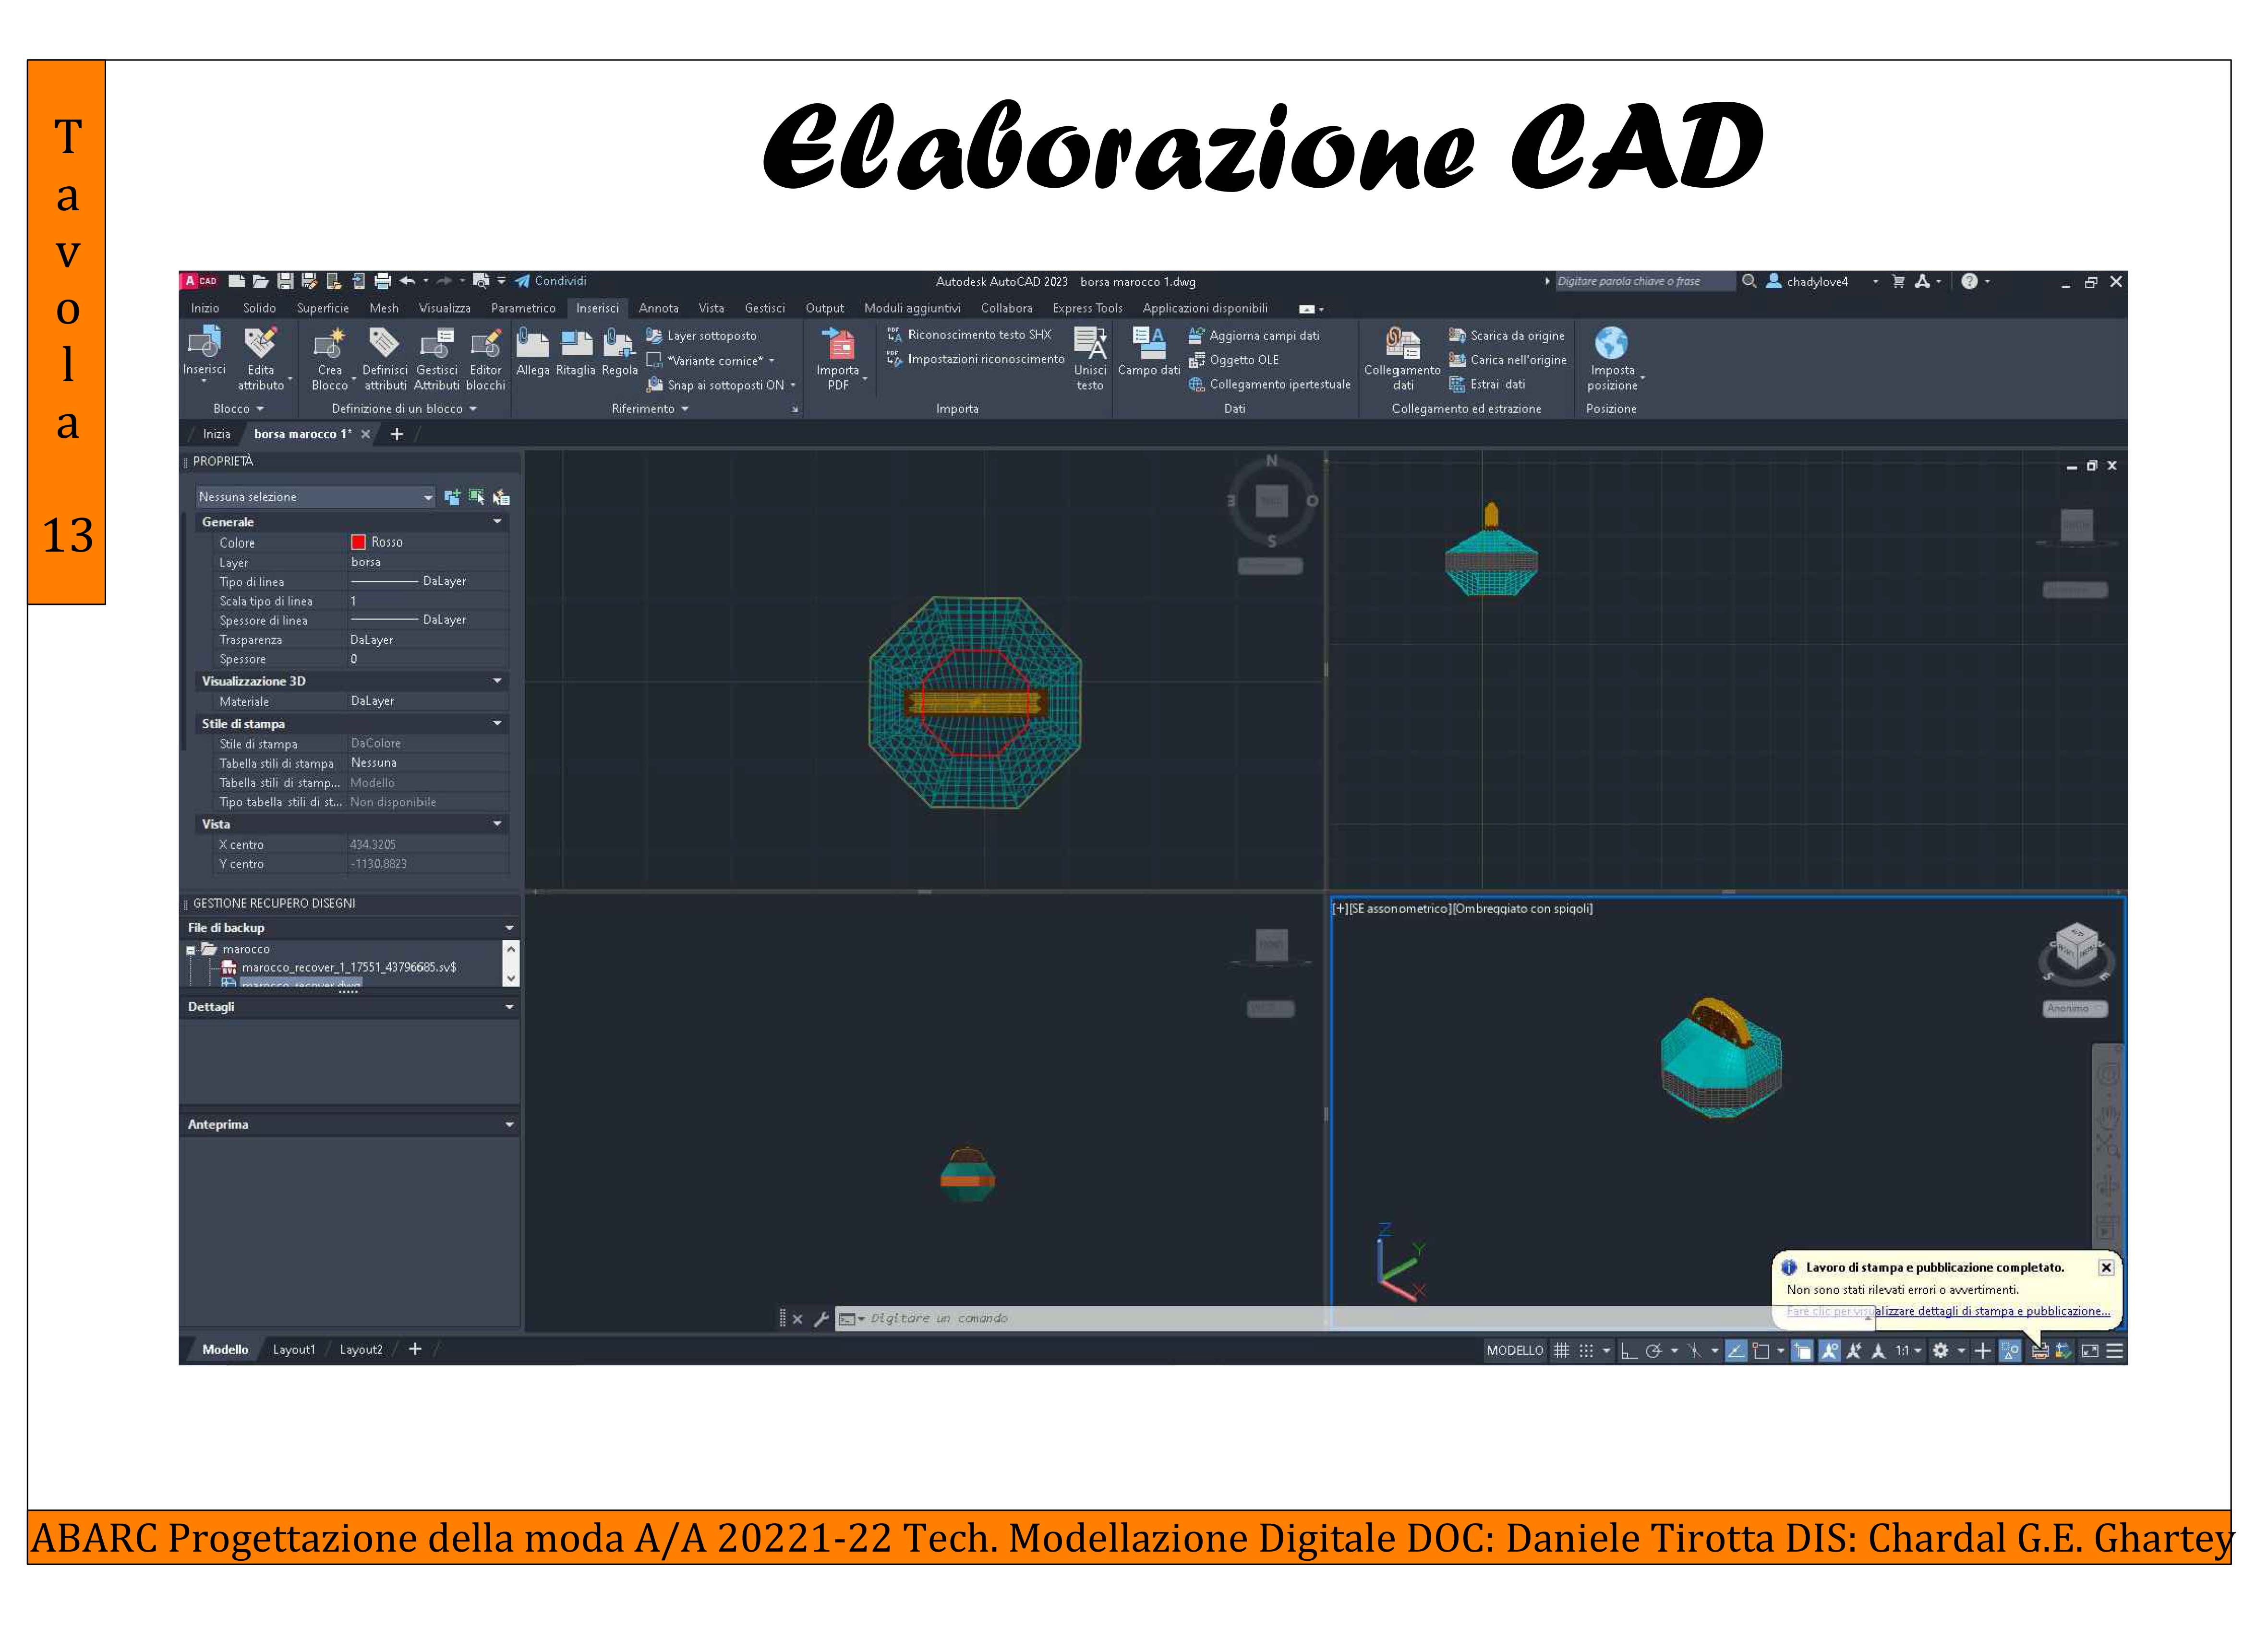 Tavola 13
Elaborazione CAD
A CAD Condividi Autodesk AutoCAD 2023 borsa marocco 1.dwg Digitare parola chiave o frase chadylove4
Inizio Solido Superficie Mesh Visualizza Parametrico Inserisci Annota Vista Gestisci Output Moduli aggiuntivi Collabora Express Tools Applicazioni disponibili
Layer sottoposto
*Variante cornice*
Snap ai sottoposti ON
Riconoscimento testo SHX
Impostazioni riconoscimento
Aggiorna campi dati
Oggetto OLE
Collegamento ipertestuale
Scarica da origine
Carica nell'origine
Estrai dati
Inserisci
Edita attributo
Crea Blocco
Definisci attributi
Gestisci Attributi
Editor blocchi
Allega Ritaglia Regola
Importa PDF
Unisci testo
Campo dati
Collegamento dati
Imposta posizione
Blocco Definizione di un blocco Riferimento Importa Dati Collegamento ed estrazione Posizione
Inizia borsa marocco 1* × +
PROPRIETÀ
Nessuna selezione
Generale
Colore Rosso
Layer borsa
Tipo di linea DaLayer
Scala tipo di linea 1
Spessore di linea DaLayer
Trasparenza DaLayer
Spessore 0
Visualizzazione 3D
Materiale DaLayer
Stile di stampa
Stile di stampa DaColore
Tabella stili di stampa Nessuna
Tabella stili di stamp... Modello
Tipo tabella stili di st... Non disponibile
Vista
X centro 434.3205
Y centro -1130.8823
N
O
S
GESTIONE RECUPERO DISEGNI
File di backup
marocco
marocco_recover_1_17551_43796685.sv$
marocco_recover.dwg
Dettagli
Anteprima
[+][SE assonometrico][Ombreggiato con spigoli]
S E
Anonimo
Z
Y
X
Lavoro di stampa e pubblicazione completato.
Non sono stati rilevati errori o avvertimenti.
Fare clic per visualizzare dettagli di stampa e pubblicazione...
Digitare un comando
Modello Layout1 Layout2 +
MODELLO 1:1
ABARC Progettazione della moda A/A 20221-22 Tech. Modellazione Digitale DOC: Daniele Tirotta DIS: Chardal G.E. Ghartey